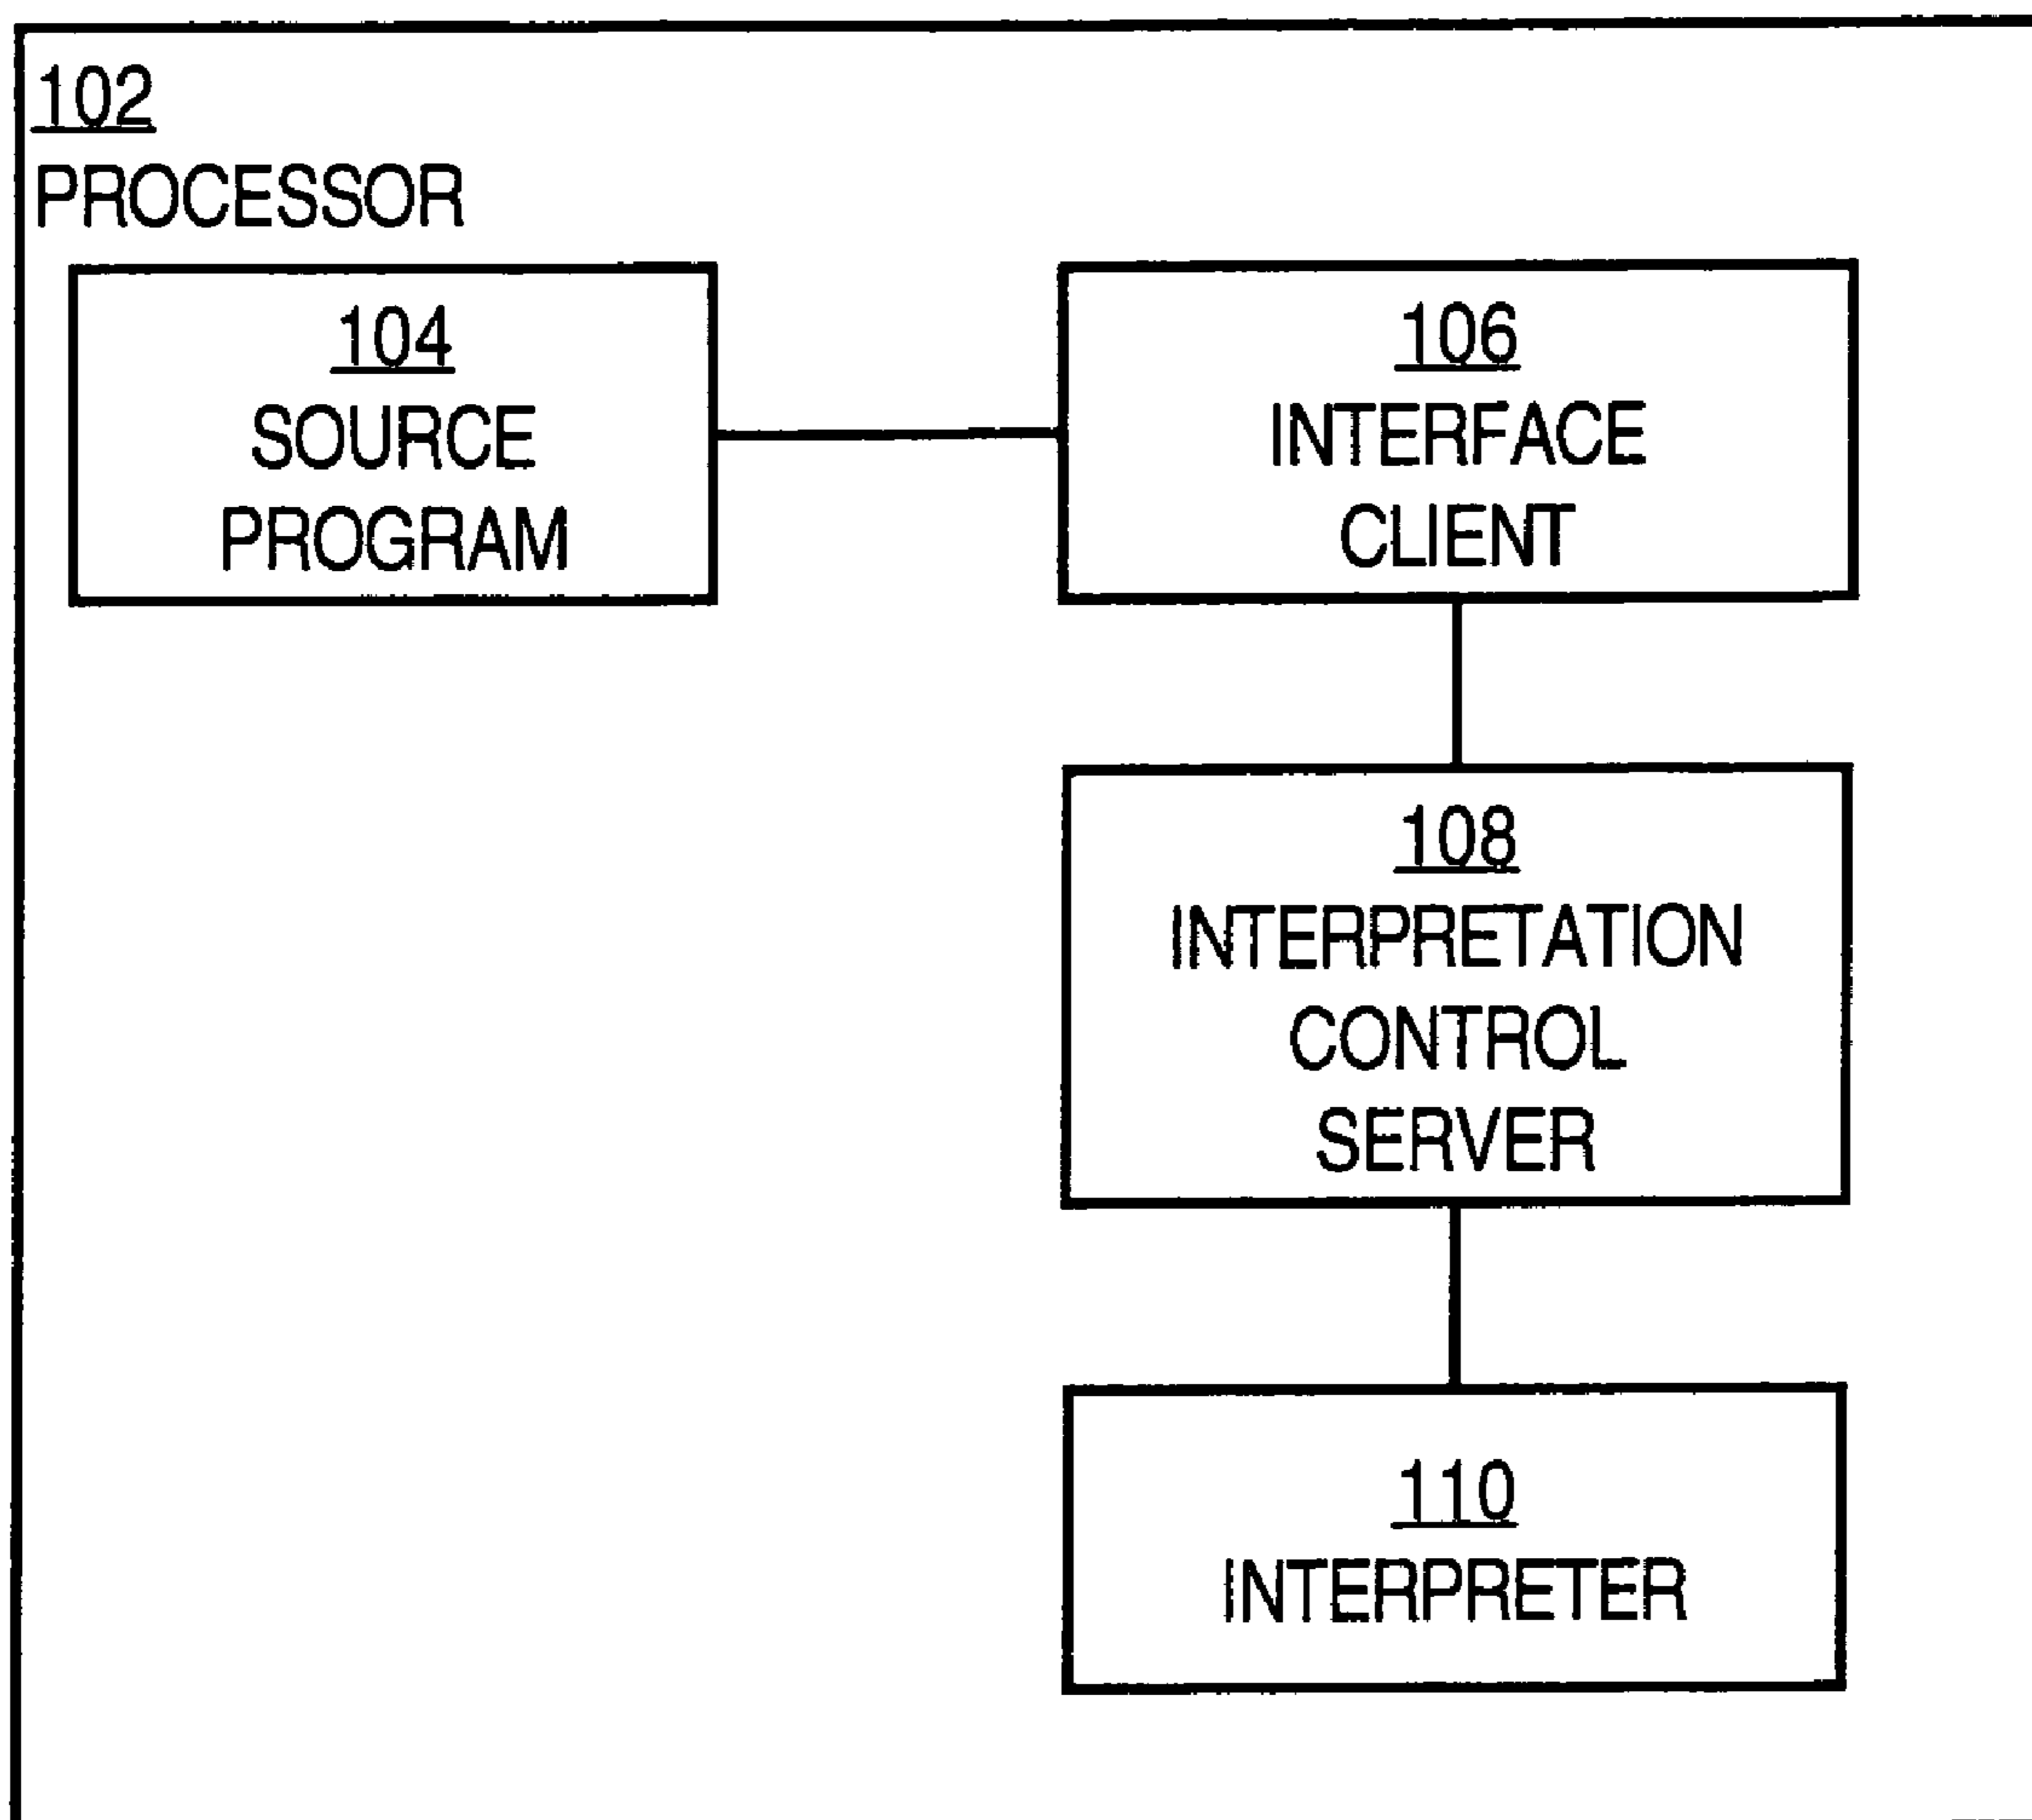 102
PROCESSOR
104
SOURCE
PROGRAM
106
INTERFACE
CLIENT
108
INTERPRETATION
CONTROL
SERVER
110
INTERPRETER